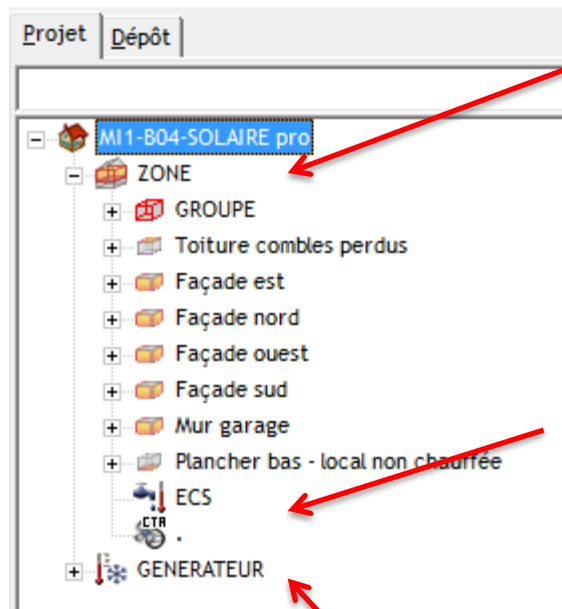 Projet Dépôt
MI1-B04-SOLAIRE pro
ZONE
GROUPE
Toiture combles perdus
Façade est
Façade nord
Façade ouest
Façade sud
Mur garage
Plancher bas - local non chauffée
ECS
CTA .
GENERATEUR